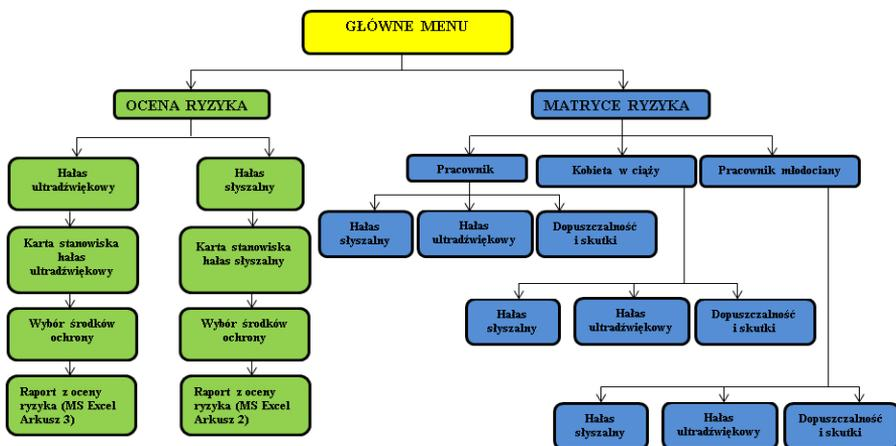 GŁÓWNE MENU
OCENA RYZYKA
MATRYCE RYZYKA
Hałas
ultradźwiękowy
Hałas
słyszalny
Pracownik
Kobieta w ciąży
Pracownik młodociany
Hałas
słyszalny
Hałas
ultradźwiękowy
Dopuszczalność
i skutki
Karta stanowiska
hałas
ultradźwiękowy
Karta stanowiska
hałas słyszalny
Hałas
słyszalny
Hałas
ultradźwiękowy
Dopuszczalność
i skutki
Wybór środków
ochrony
Wybór środków
ochrony
Raport z oceny
ryzyka (MS Excel
Arkusz 3)
Raport z oceny
ryzyka (MS Excel
Arkusz 2)
Hałas
słyszalny
Hałas
ultradźwiękowy
Dopuszczalność
i skutki